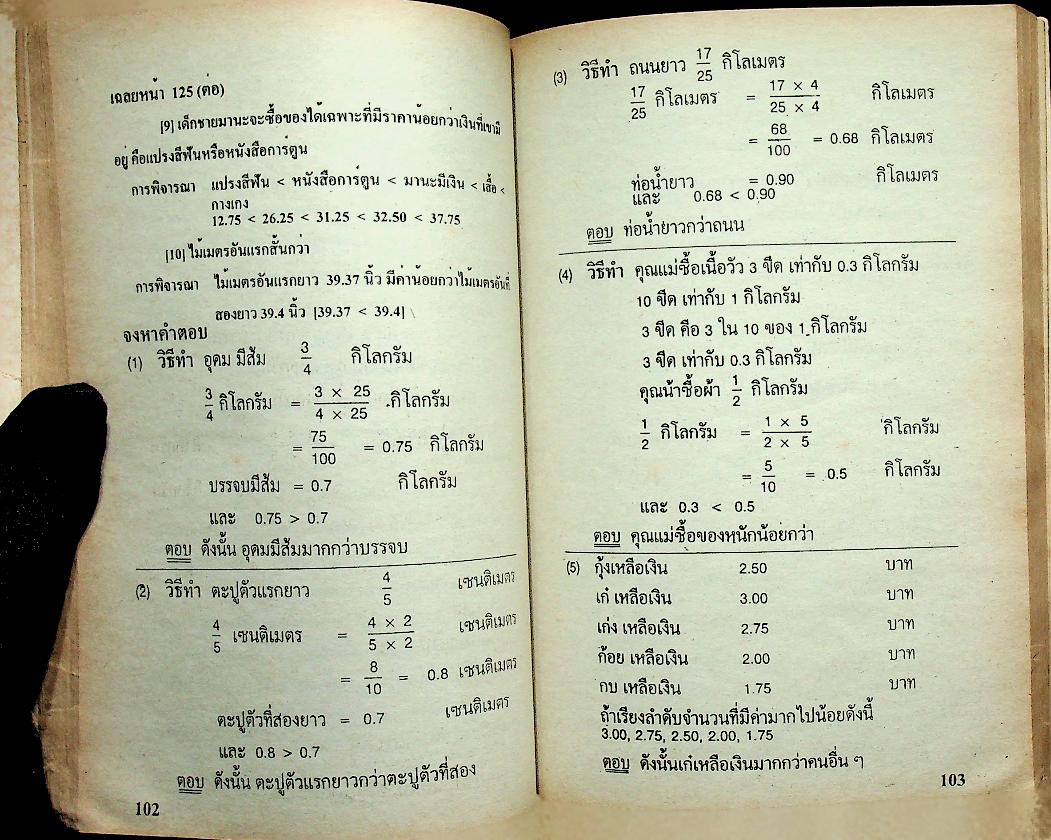 เฉลยหน้า 125 (ต่อ)
[9] เด็กชายมานะจะซื้อของได้เฉพาะที่มีราคาน้อยกว่าเงินที่เขามี
อยู่ คือแปรงสีฟันหรือหนังสือการ์ตูน
การพิจารณา แปรงสีฟัน < หนังสือการ์ตูน < มานะมีเงิน < เสื้อ <
กางเกง
12.75 < 26.25 < 31.25 < 32.50 < 37.75
[10] ไม้เมตรอันแรกสั้นกว่า
การพิจารณา ไม้เมตรอันแรกยาว 39.37 นิ้ว มีค่าน้อยกว่าไม้เมตรอันที่
สองยาว 39.4 นิ้ว [39.37 < 39.4]
จงหาคำตอบ
(1) วิธีทำ อุดม มีส้ม 3/4 กิโลกรัม
3/4 กิโลกรัม = 3 × 25 / 4 × 25 กิโลกรัม
= 75/100 = 0.75 กิโลกรัม
บรรจบมีส้ม = 0.7 กิโลกรัม
และ 0.75 > 0.7
ตอบ ดังนั้น อุดมมีส้มมากกว่าบรรจบ
(2) วิธีทำ ตะปูตัวแรกยาว 4/5 เซนติเมตร
4/5 เซนติเมตร = 4 × 2 / 5 × 2 เซนติเมตร
= 8/10 = 0.8 เซนติเมตร
ตะปูตัวที่สองยาว = 0.7 เซนติเมตร
และ 0.8 > 0.7
ตอบ ดังนั้น ตะปูตัวแรกยาวกว่าตะปูตัวที่สอง
102
(3) วิธีทำ ถนนยาว 17/25 กิโลเมตร
17/25 กิโลเมตร = 17 × 4 / 25 × 4 กิโลเมตร
= 68/100 = 0.68 กิโลเมตร
ท่อน้ำยาว = 0.90 กิโลเมตร
และ 0.68 < 0.90
ตอบ ท่อน้ำยาวกว่าถนน
(4) วิธีทำ คุณแม่ซื้อเนื้อวัว 3 ขีด เท่ากับ 0.3 กิโลกรัม
10 ขีด เท่ากับ 1 กิโลกรัม
3 ขีด คือ 3 ใน 10 ของ 1 กิโลกรัม
3 ขีด เท่ากับ 0.3 กิโลกรัม
คุณน้าซื้อผ้า 1/2 กิโลกรัม
1/2 กิโลกรัม = 1 × 5 / 2 × 5 กิโลกรัม
= 5/10 = 0.5 กิโลกรัม
และ 0.3 < 0.5
ตอบ คุณแม่ซื้อของหนักน้อยกว่า
(5) กุ้งเหลือเงิน 2.50 บาท
เก๋ เหลือเงิน 3.00 บาท
เก่ง เหลือเงิน 2.75 บาท
ก้อย เหลือเงิน 2.00 บาท
กบ เหลือเงิน 1.75 บาท
ถ้าเรียงลำดับจำนวนที่มีค่ามากไปน้อยดังนี้
3.00, 2.75, 2.50, 2.00, 1.75
ตอบ ดังนั้นเก๋เหลือเงินมากกว่าคนอื่น ๆ
103